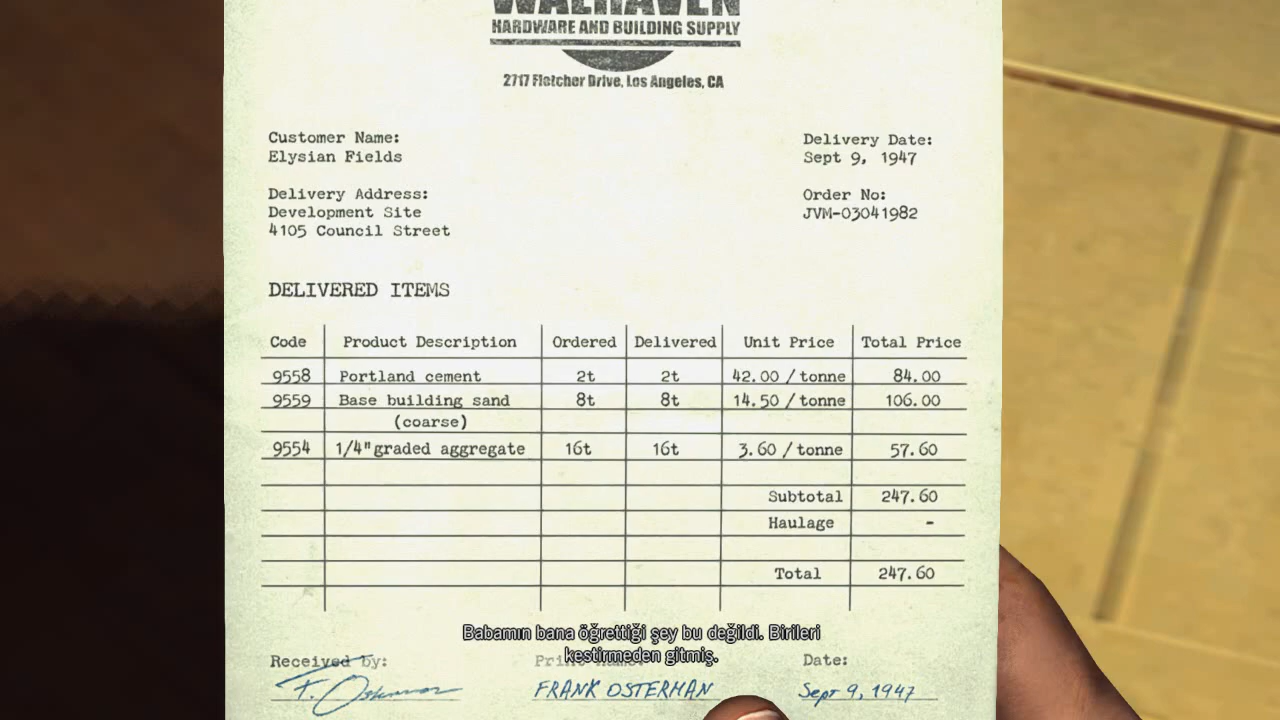 WALHAVEN
HARDWARE AND BUILDING SUPPLY
2717 Fletcher Drive, Los Angeles, CA
Customer Name:
Elysian Fields
Delivery Date:
Sept 9, 1947
Delivery Address:
Development Site
4105 Council Street
Order No:
JVM-03041982
DELIVERED ITEMS
Code Product Description Ordered Delivered Unit Price Total Price
9558 Portland cement 2t 2t 42.00 / tonne 84.00
9559 Base building sand 8t 8t 14.50 / tonne 106.00
(coarse)
9554 1/4" graded aggregate 16t 16t 3.60 / tonne 57.60
Subtotal 247.60
Haulage -
Total 247.60
Babamın bana öğrettiği şey bu değildi. Birileri
kestirmeden gitmiş.
Received by: Print Name: Date:
F. Osterman FRANK OSTERMAN Sept 9, 1947